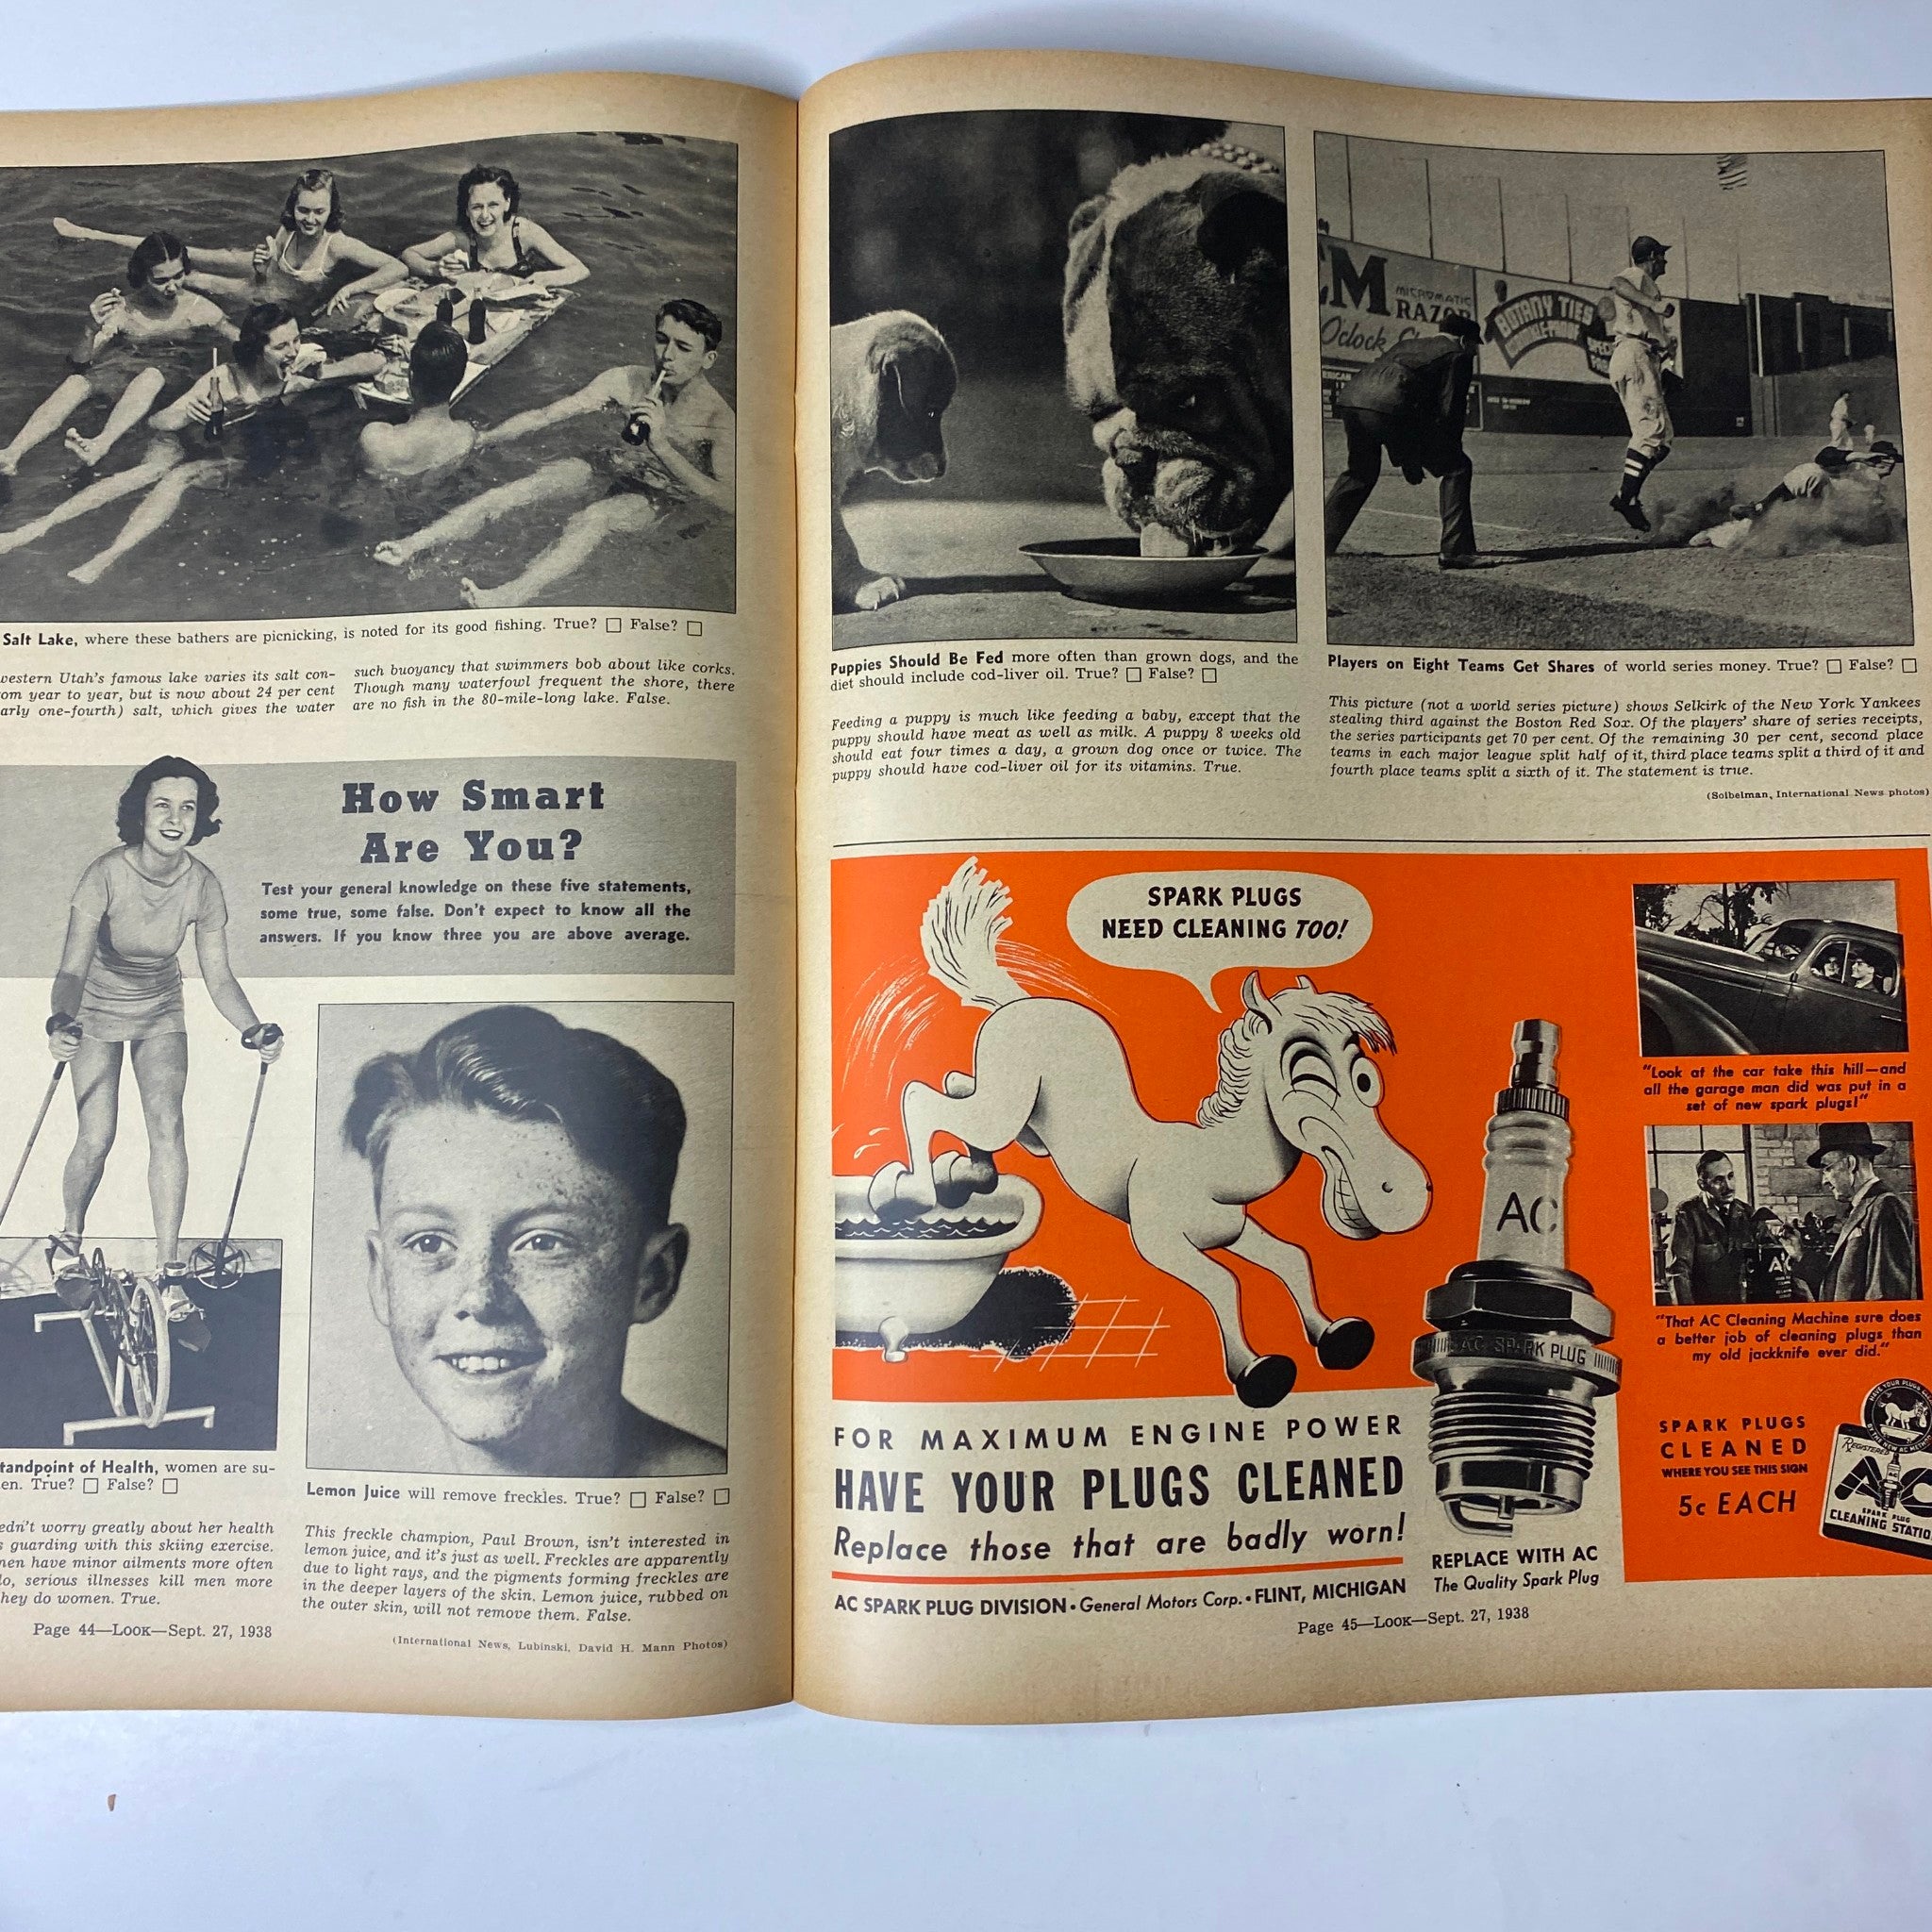 Salt Lake, where these bathers are picnicking, is noted for its good fishing. True? □ False? □
western Utah's famous lake varies its salt con-
om year to year, but is now about 24 per cent
arly one-fourth) salt, which gives the water
such buoyancy that swimmers bob about like corks.
Though many waterfowl frequent the shore, there
are no fish in the 80-mile-long lake. False.
How Smart
Are You?
Test your general knowledge on these five statements,
some true, some false. Don't expect to know all the
answers. If you know three you are above average.
tandpoint of Health, women are su-
en. True? □ False? □
edn't worry greatly about her health
s guarding with this skiing exercise.
men have minor ailments more often
lo, serious illnesses kill men more
they do women. True.
Page 44—LOOK—Sept. 27, 1938
Lemon Juice will remove freckles. True? □ False? □
This freckle champion, Paul Brown, isn't interested in
lemon juice, and it's just as well. Freckles are apparently
due to light rays, and the pigments forming freckles are
in the deeper layers of the skin. Lemon juice, rubbed on
the outer skin, will not remove them. False.
(International News, Lubinski, David H. Mann Photos)
Puppies Should Be Fed more often than grown dogs, and the
diet should include cod-liver oil. True? □ False? □
Feeding a puppy is much like feeding a baby, except that the
puppy should have meat as well as milk. A puppy 8 weeks old
should eat four times a day, a grown dog once or twice. The
puppy should have cod-liver oil for its vitamins. True.
EM
MICROMATIC
RAZOR
O'clock
BOTANY TIES
Players on Eight Teams Get Shares of world series money. True? □ False? □
This picture (not a world series picture) shows Selkirk of the New York Yankees
stealing third against the Boston Red Sox. Of the players' share of series receipts,
the series participants get 70 per cent. Of the remaining 30 per cent, second place
teams in each major league split half of it, third place teams split a third of it and
fourth place teams split a sixth of it. The statement is true.
(Soibelman, International News photos)
SPARK PLUGS
NEED CLEANING TOO!
"Look at the car take this hill—and
all the garage man did was put in a
set of new spark plugs!"
AC
AC SPARK PLUG
AC
"That AC Cleaning Machine sure does
a better job of cleaning plugs than
my old jackknife ever did."
SPARK PLUGS
CLEANED
WHERE YOU SEE THIS SIGN
5c EACH
HAVE YOUR PLUGS
REGISTERED
AC
SPARK PLUG
CLEANING STATIO
FOR MAXIMUM ENGINE POWER
HAVE YOUR PLUGS CLEANED
Replace those that are badly worn!
AC SPARK PLUG DIVISION • General Motors Corp. • FLINT, MICHIGAN
REPLACE WITH AC
The Quality Spark Plug
Page 45—LOOK—Sept. 27, 1938